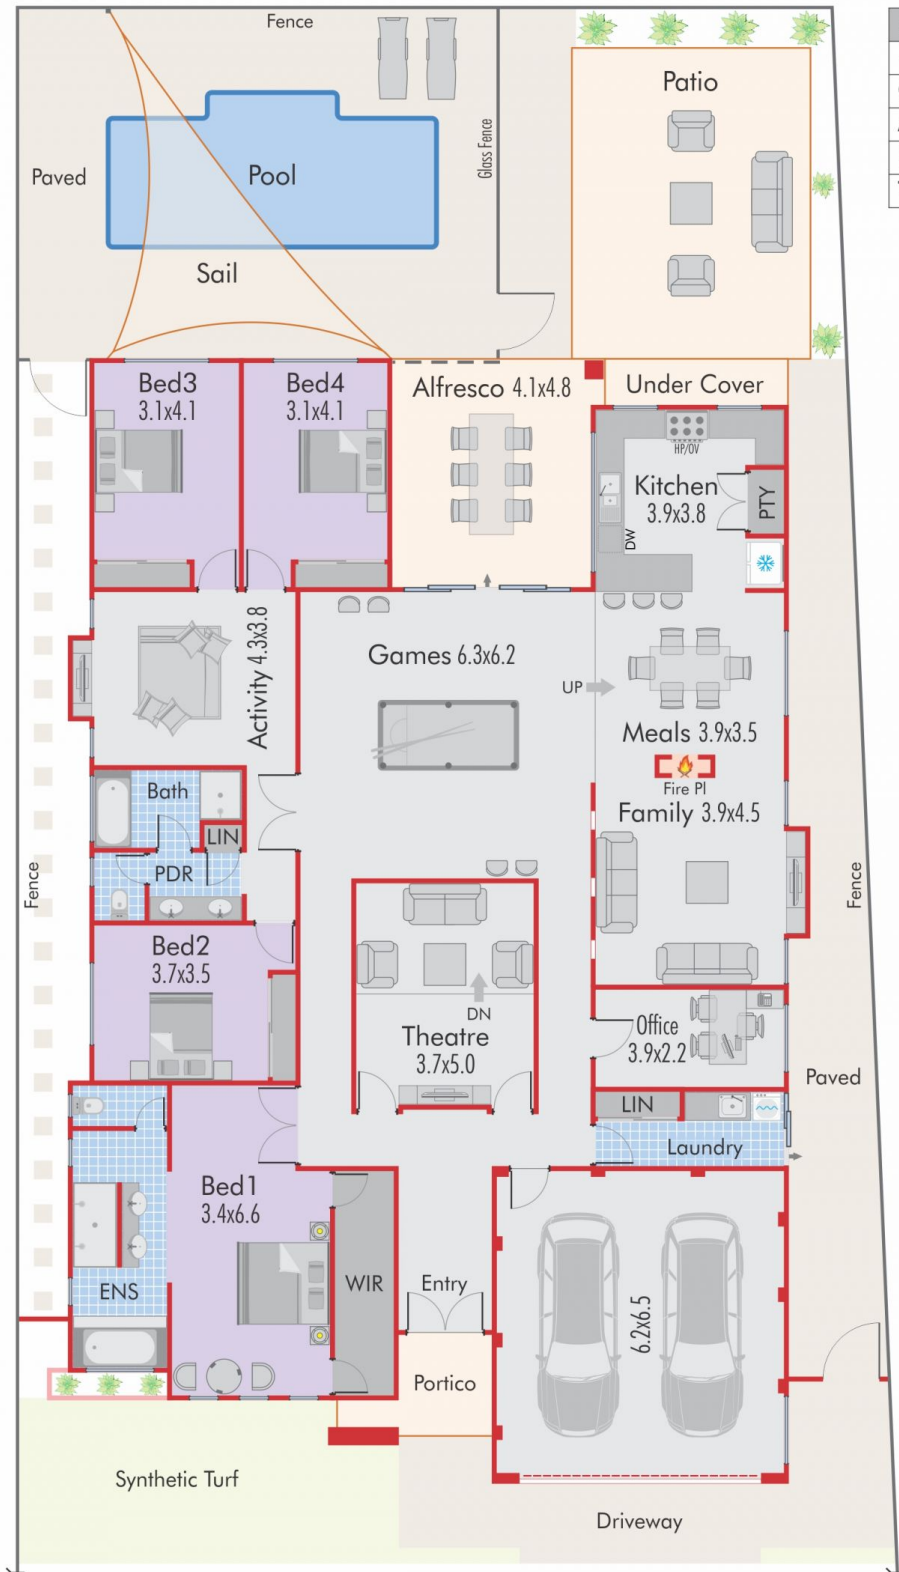 Fence
Patio
Glass Fence
Paved
Pool
Sail
Bed3
3.1x4.1
Bed4
3.1x4.1
Alfresco 4.1x4.8
Under Cover
HP/OV
Kitchen
3.9x3.8
PTY
DW
Activity 4.3x3.8
Games 6.3x6.2
UP
Meals 3.9x3.5
Fire Pl
Family 3.9x4.5
Bath
LIN
PDR
Fence
Fence
Bed2
3.7x3.5
DN
Theatre
3.7x5.0
Office
3.9x2.2
Paved
LIN
Laundry
Bed1
3.4x6.6
ENS
WIR
Entry
6.2x6.5
Portico
Synthetic Turf
Driveway